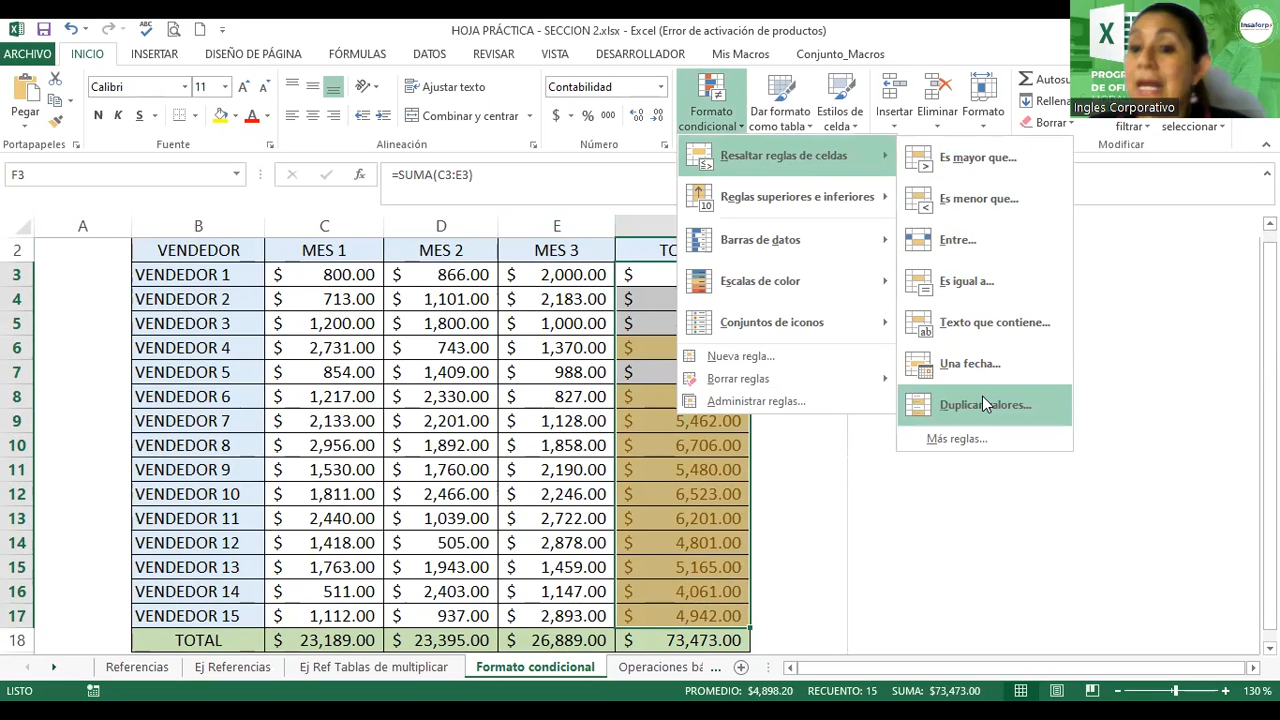 HOJA PRÁCTICA - SECCION 2.xlsx - Excel (Error de activación de productos)
ARCHIVO INICIO INSERTAR DISEÑO DE PÁGINA FÓRMULAS DATOS REVISAR VISTA DESARROLLADOR Mis Macros Conjunto_Macros
Insaforp
PROGR
DE OFI
Ingles Corporativo
Pegar
Calibri 11
N K S A
Ajustar texto
Combinar y centrar
Contabilidad
$ % 000
Formato condicional
Dar formato como tabla
Estilos de celda
Insertar Eliminar Formato
Autosu
Rellena
Borrar
filtrar seleccionar
Portapapeles Fuente Alineación Número Modificar
F3 =SUMA(C3:E3)
Resaltar reglas de celdas
Reglas superiores e inferiores
Barras de datos
Escalas de color
Conjuntos de iconos
Nueva regla...
Borrar reglas
Administrar reglas...
Es mayor que...
Es menor que...
Entre...
Es igual a...
Texto que contiene...
Una fecha...
Duplicar valores...
Más reglas...
A B C D E
2 VENDEDOR MES 1 MES 2 MES 3
3 VENDEDOR 1 $ 800.00 $ 866.00 $ 2,000.00 $
4 VENDEDOR 2 $ 713.00 $ 1,101.00 $ 2,183.00 $
5 VENDEDOR 3 $ 1,200.00 $ 1,800.00 $ 1,000.00 $
6 VENDEDOR 4 $ 2,731.00 $ 743.00 $ 1,370.00 $
7 VENDEDOR 5 $ 854.00 $ 1,409.00 $ 988.00 $
8 VENDEDOR 6 $ 1,217.00 $ 2,330.00 $ 827.00 $
9 VENDEDOR 7 $ 2,133.00 $ 2,201.00 $ 1,128.00 $ 5,462.00
10 VENDEDOR 8 $ 2,956.00 $ 1,892.00 $ 1,858.00 $ 6,706.00
11 VENDEDOR 9 $ 1,530.00 $ 1,760.00 $ 2,190.00 $ 5,480.00
12 VENDEDOR 10 $ 1,811.00 $ 2,466.00 $ 2,246.00 $ 6,523.00
13 VENDEDOR 11 $ 2,440.00 $ 1,039.00 $ 2,722.00 $ 6,201.00
14 VENDEDOR 12 $ 1,418.00 $ 505.00 $ 2,878.00 $ 4,801.00
15 VENDEDOR 13 $ 1,763.00 $ 1,943.00 $ 1,459.00 $ 5,165.00
16 VENDEDOR 14 $ 511.00 $ 2,403.00 $ 1,147.00 $ 4,061.00
17 VENDEDOR 15 $ 1,112.00 $ 937.00 $ 2,893.00 $ 4,942.00
18 TOTAL $ 23,189.00 $ 23,395.00 $ 26,889.00 $ 73,473.00
Referencias Ej Referencias Ej Ref Tablas de multiplicar Formato condicional Operaciones bá ...
LISTO PROMEDIO: $4,898.20 RECUENTO: 15 SUMA: $73,473.00 130 %